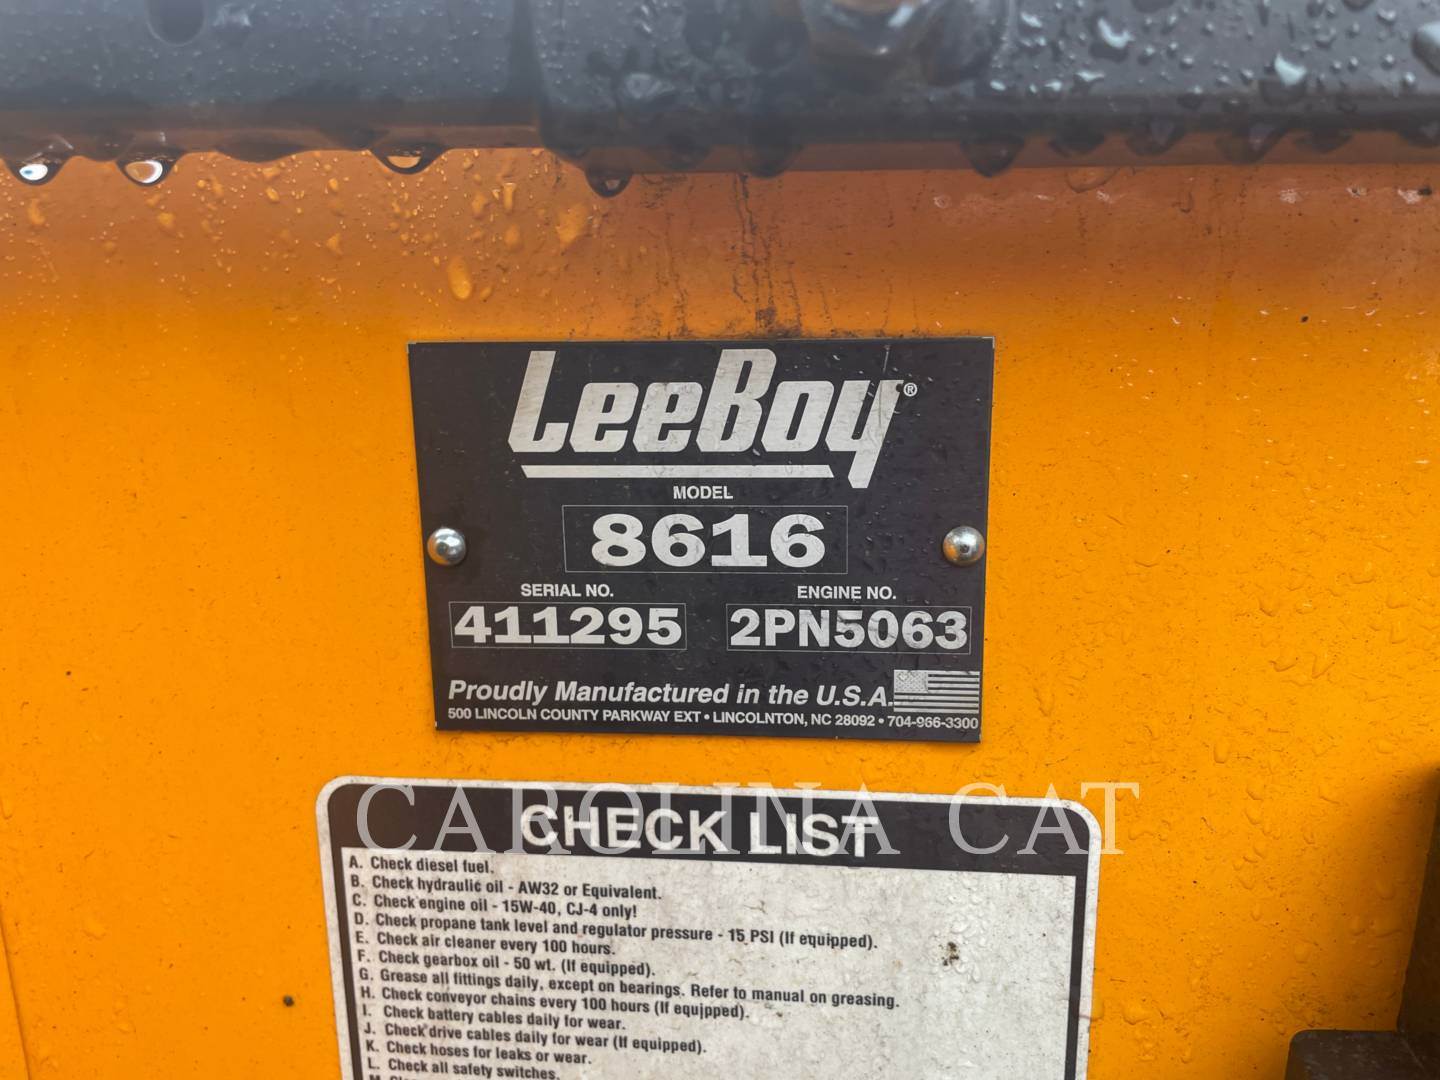 LeeBoy®
MODEL
8616
SERIAL NO. ENGINE NO.
411295 2PN5063
Proudly Manufactured in the U.S.A.
500 LINCOLN COUNTY PARKWAY EXT • LINCOLNTON, NC 28092 • 704-966-3300
CAROLINA CAT
CHECK LIST
A. Check diesel fuel.
B. Check hydraulic oil - AW32 or Equivalent.
C. Check engine oil - 15W-40, CJ-4 only!
D. Check propane tank level and regulator pressure - 15 PSI (If equipped).
E. Check air cleaner every 100 hours.
F. Check gearbox oil - 50 wt. (If equipped).
G. Grease all fittings daily, except on bearings. Refer to manual on greasing.
H. Check conveyor chains every 100 hours (If equipped).
I. Check battery cables daily for wear.
J. Check drive cables daily for wear (If equipped).
K. Check hoses for leaks or wear.
L. Check all safety switches.